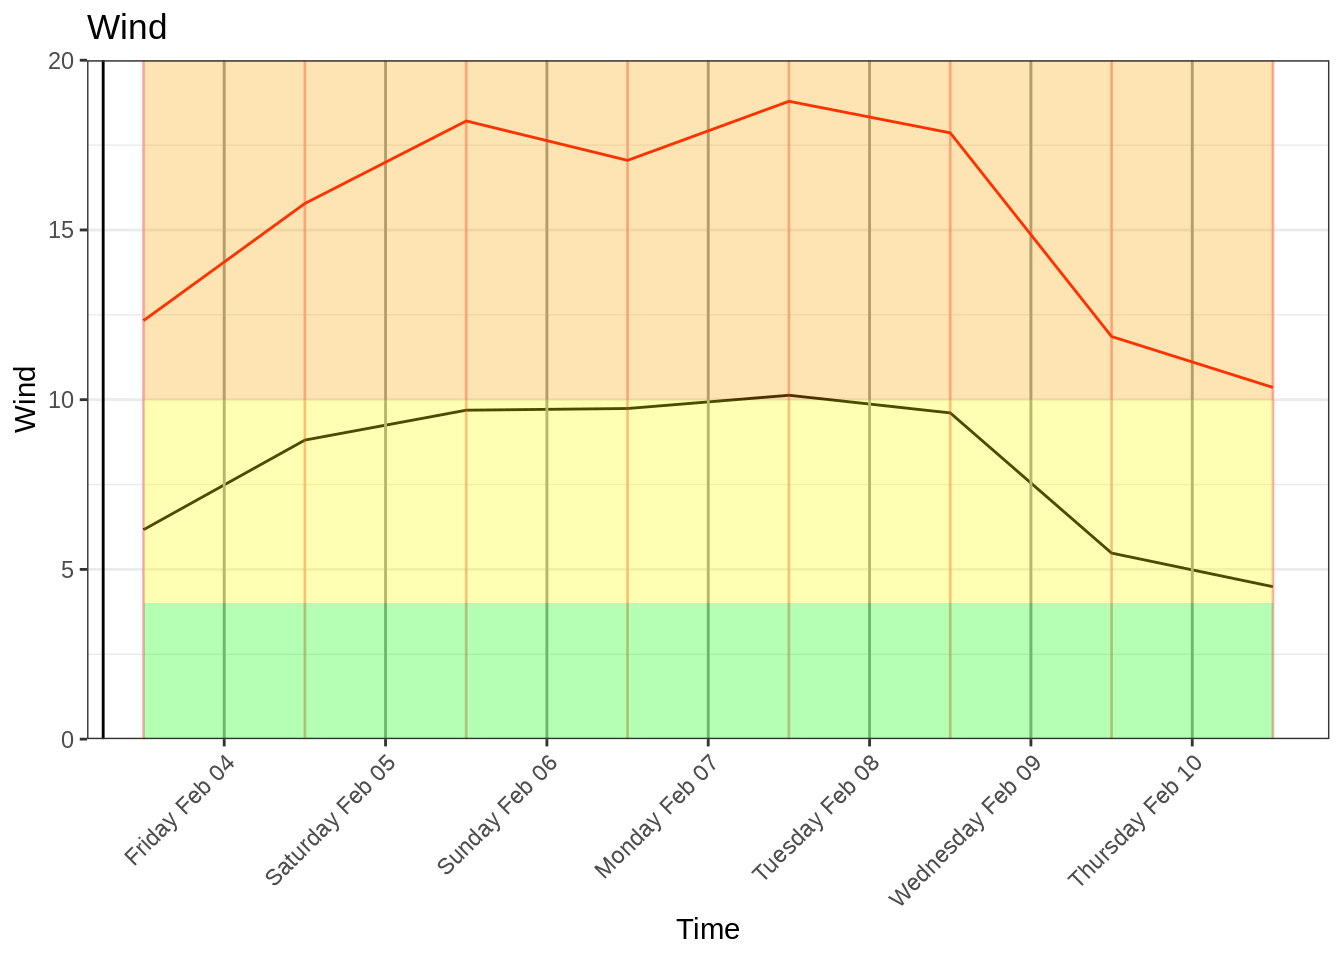 Wind
20
15
10
5
0
Wind
Friday Feb 04
Saturday Feb 05
Sunday Feb 06
Monday Feb 07
Tuesday Feb 08
Wednesday Feb 09
Thursday Feb 10
Time